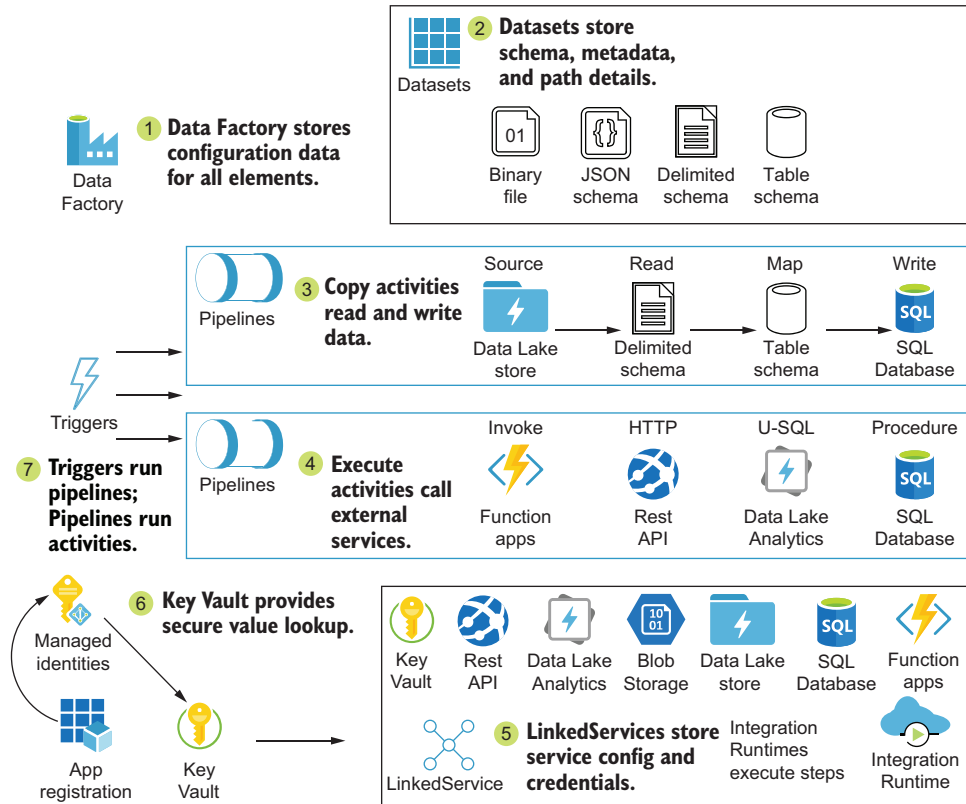 2 Datasets store
schema, metadata,
and path details.
Datasets
01
Binary
file
{}
JSON
schema
Delimited
schema
Table
schema
1 Data Factory stores
configuration data
for all elements.
Data
Factory
Pipelines
3 Copy activities
read and write
data.
Source
Data Lake
store
Read
Delimited
schema
Map
Table
schema
Write
SQL
SQL
Database
Triggers
7 Triggers run
pipelines;
Pipelines run
activities.
Pipelines
4 Execute
activities call
external
services.
Invoke
Function
apps
HTTP
Rest
API
U-SQL
Data Lake
Analytics
Procedure
SQL
SQL
Database
6 Key Vault provides
secure value lookup.
Managed
identities
App
registration
Key
Vault
Key
Vault
Rest
API
Data Lake
Analytics
10
01
Blob
Storage
Data Lake
store
SQL
SQL
Database
Function
apps
LinkedService
5 LinkedServices store
service config and
credentials.
Integration
Runtimes
execute steps
Integration
Runtime